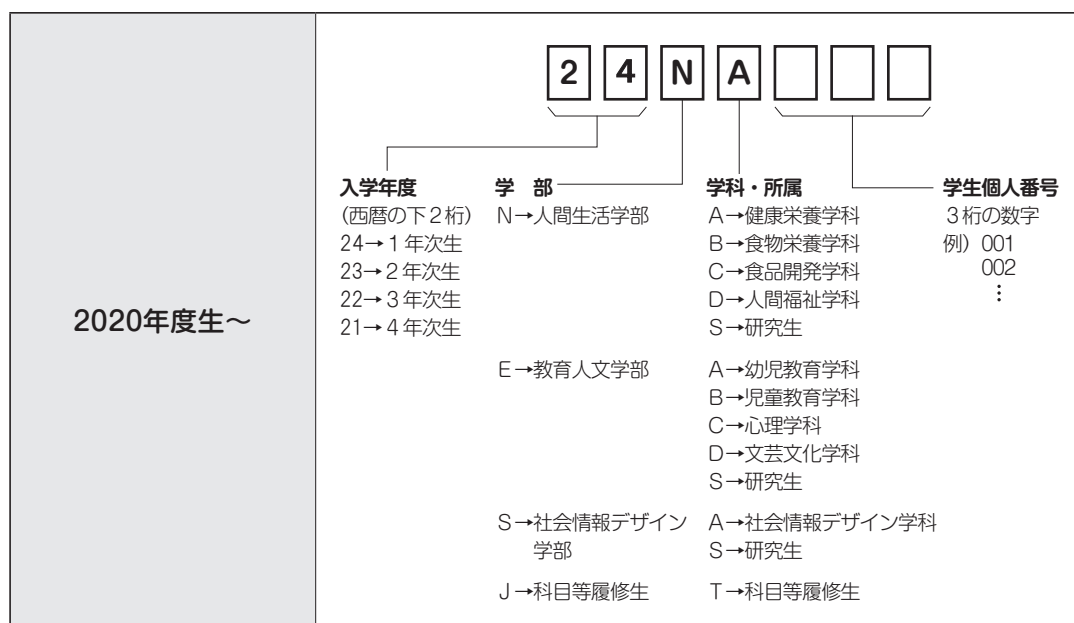 2020年度生～
2 4 N A
入学年度
（西暦の下２桁）
24→１年次生
23→２年次生
22→３年次生
21→４年次生
学　部
Ｎ→人間生活学部
学科・所属
Ａ→健康栄養学科
Ｂ→食物栄養学科
Ｃ→食品開発学科
Ｄ→人間福祉学科
Ｓ→研究生
Ｅ→教育人文学部
Ａ→幼児教育学科
Ｂ→児童教育学科
Ｃ→心理学科
Ｄ→文芸文化学科
Ｓ→研究生
Ｓ→社会情報デザイン
学部
Ａ→社会情報デザイン学科
Ｓ→研究生
Ｊ→科目等履修生
Ｔ→科目等履修生
学生個人番号
３桁の数字
例）001
002
⋮